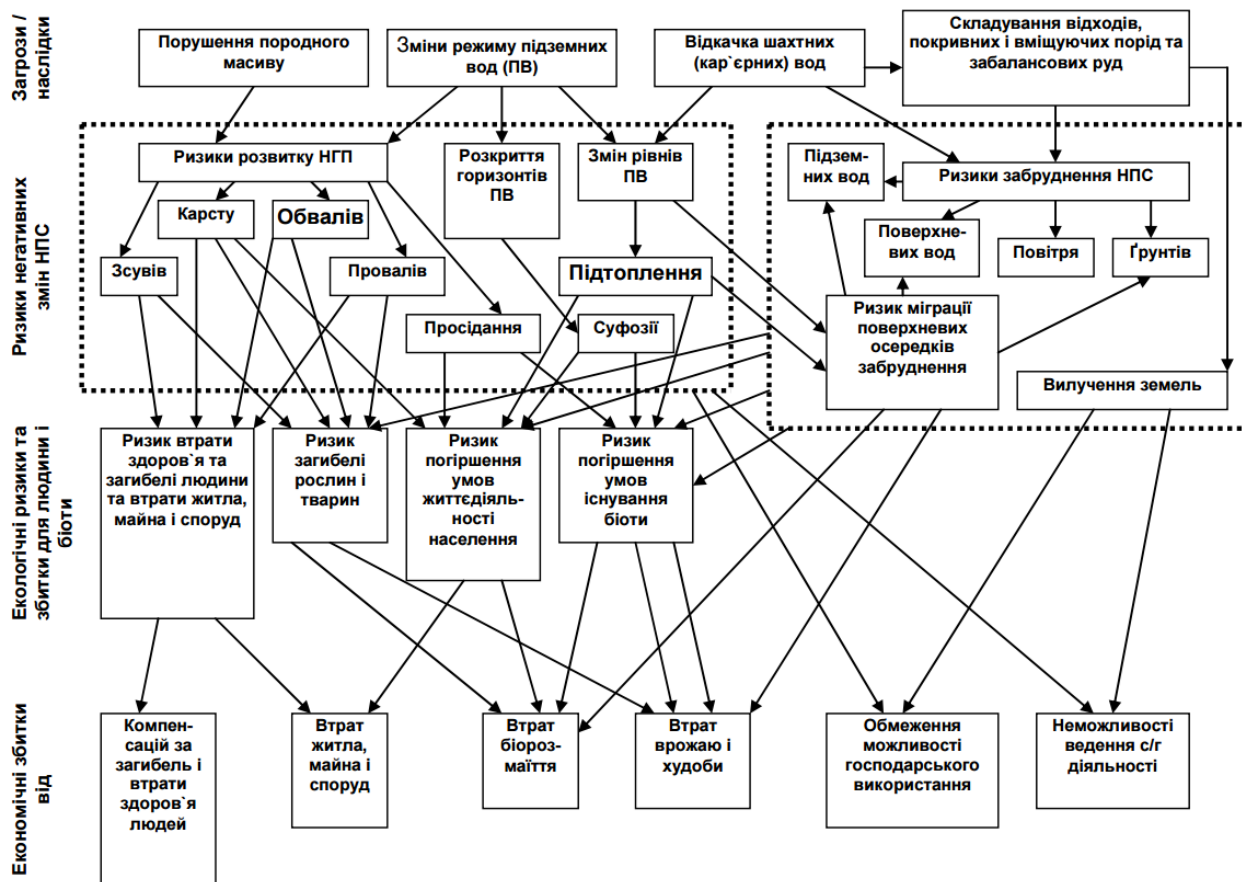 Загрози /
наслідки
Порушення породного
масиву
Зміни режиму підземних
вод (ПВ)
Відкачка шахтних
(кар`єрних) вод
Складування відходів,
покривних і вміщуючих порід та
забалансових руд
Ризики негативних
змін НПС
Ризики розвитку НГП
Розкриття
горизонтів
ПВ
Змін рівнів
ПВ
Підзем-
них вод
Ризики забруднення НПС
Карсту
Обвалів
Поверхне-
вих вод
Повітря
Ґрунтів
Зсувів
Провалів
Підтоплення
Просідання
Суфозії
Ризик міграції
поверхневих
осередків
забруднення
Вилучення земель
Екологічні ризики та
збитки для людини і
біоти
Ризик втрати
здоров`я та
загибелі людини
та втрати житла,
майна і споруд
Ризик
загибелі
рослин і
тварин
Ризик
погіршення
умов
життєдіяль-
ності
населення
Ризик
погіршення
умов
існування
біоти
Економічні збитки
від
Компен-
сацій за
загибель і
втрати
здоров`я
людей
Втрат
житла,
майна і
споруд
Втрат
біороз-
маїття
Втрат
врожаю і
худоби
Обмеження
можливості
господарського
використання
Неможливості
ведення с/г
діяльності